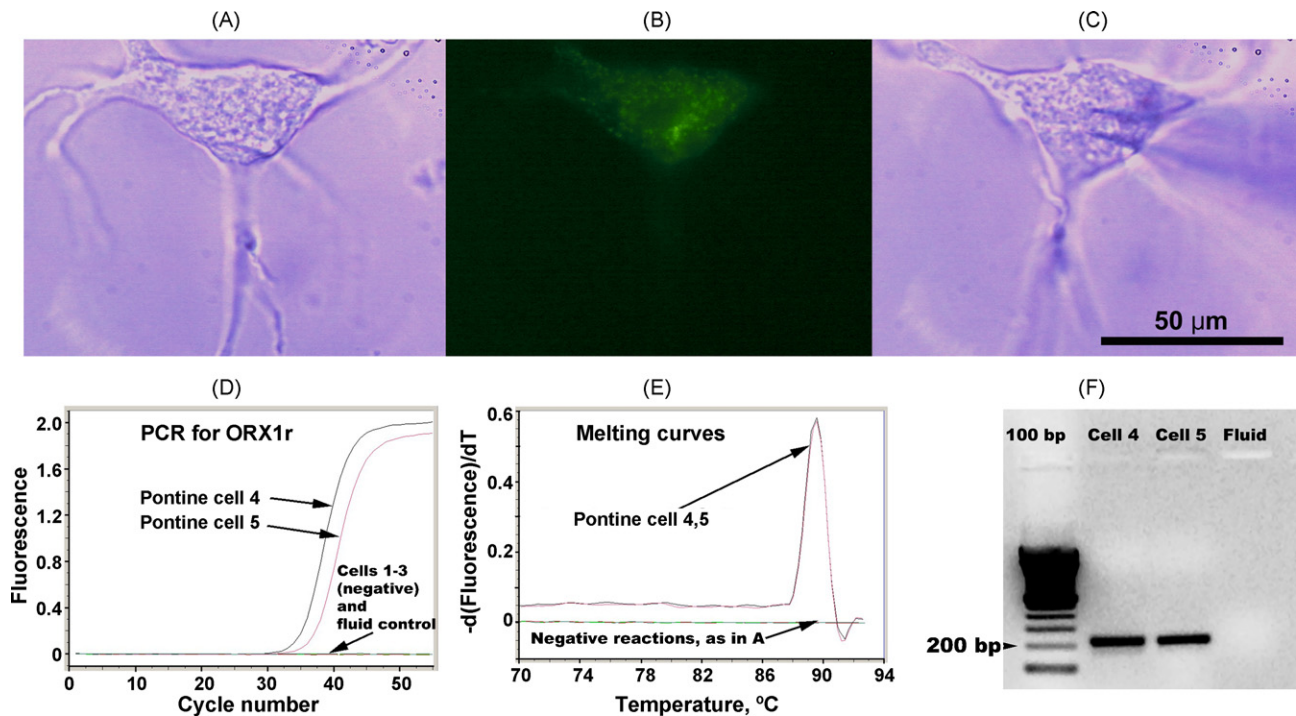 (A)
(B)
(C)
50 µm
(D)
(E)
(F)
PCR for ORX1r
Fluorescence
2.0
1.6
1.2
0.8
0.4
0
Pontine cell 4
Pontine cell 5
Cells 1-3
(negative)
and
fluid control
0
10
20
30
40
50
Cycle number
Melting curves
-d(Fluorescence)/dT
0.6
0.4
0.2
0
Pontine cell 4,5
Negative reactions, as in A
70
74
78
82
86
90
94
Temperature, ºC
100 bp Cell 4 Cell 5 Fluid
200 bp